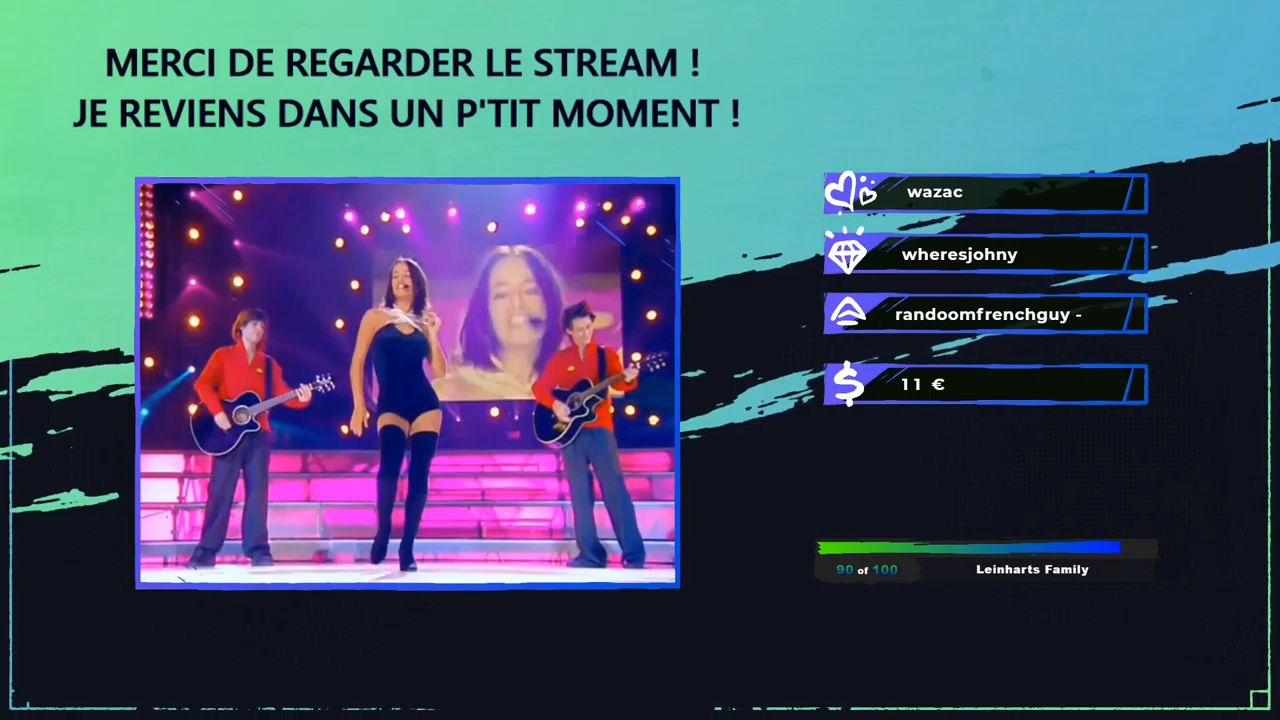 MERCI DE REGARDER LE STREAM !
JE REVIENS DANS UN P'TIT MOMENT !
wazac
wheresjohny
randoomfrenchguy -
$ 11 €
90 of 100
Leinharts Family